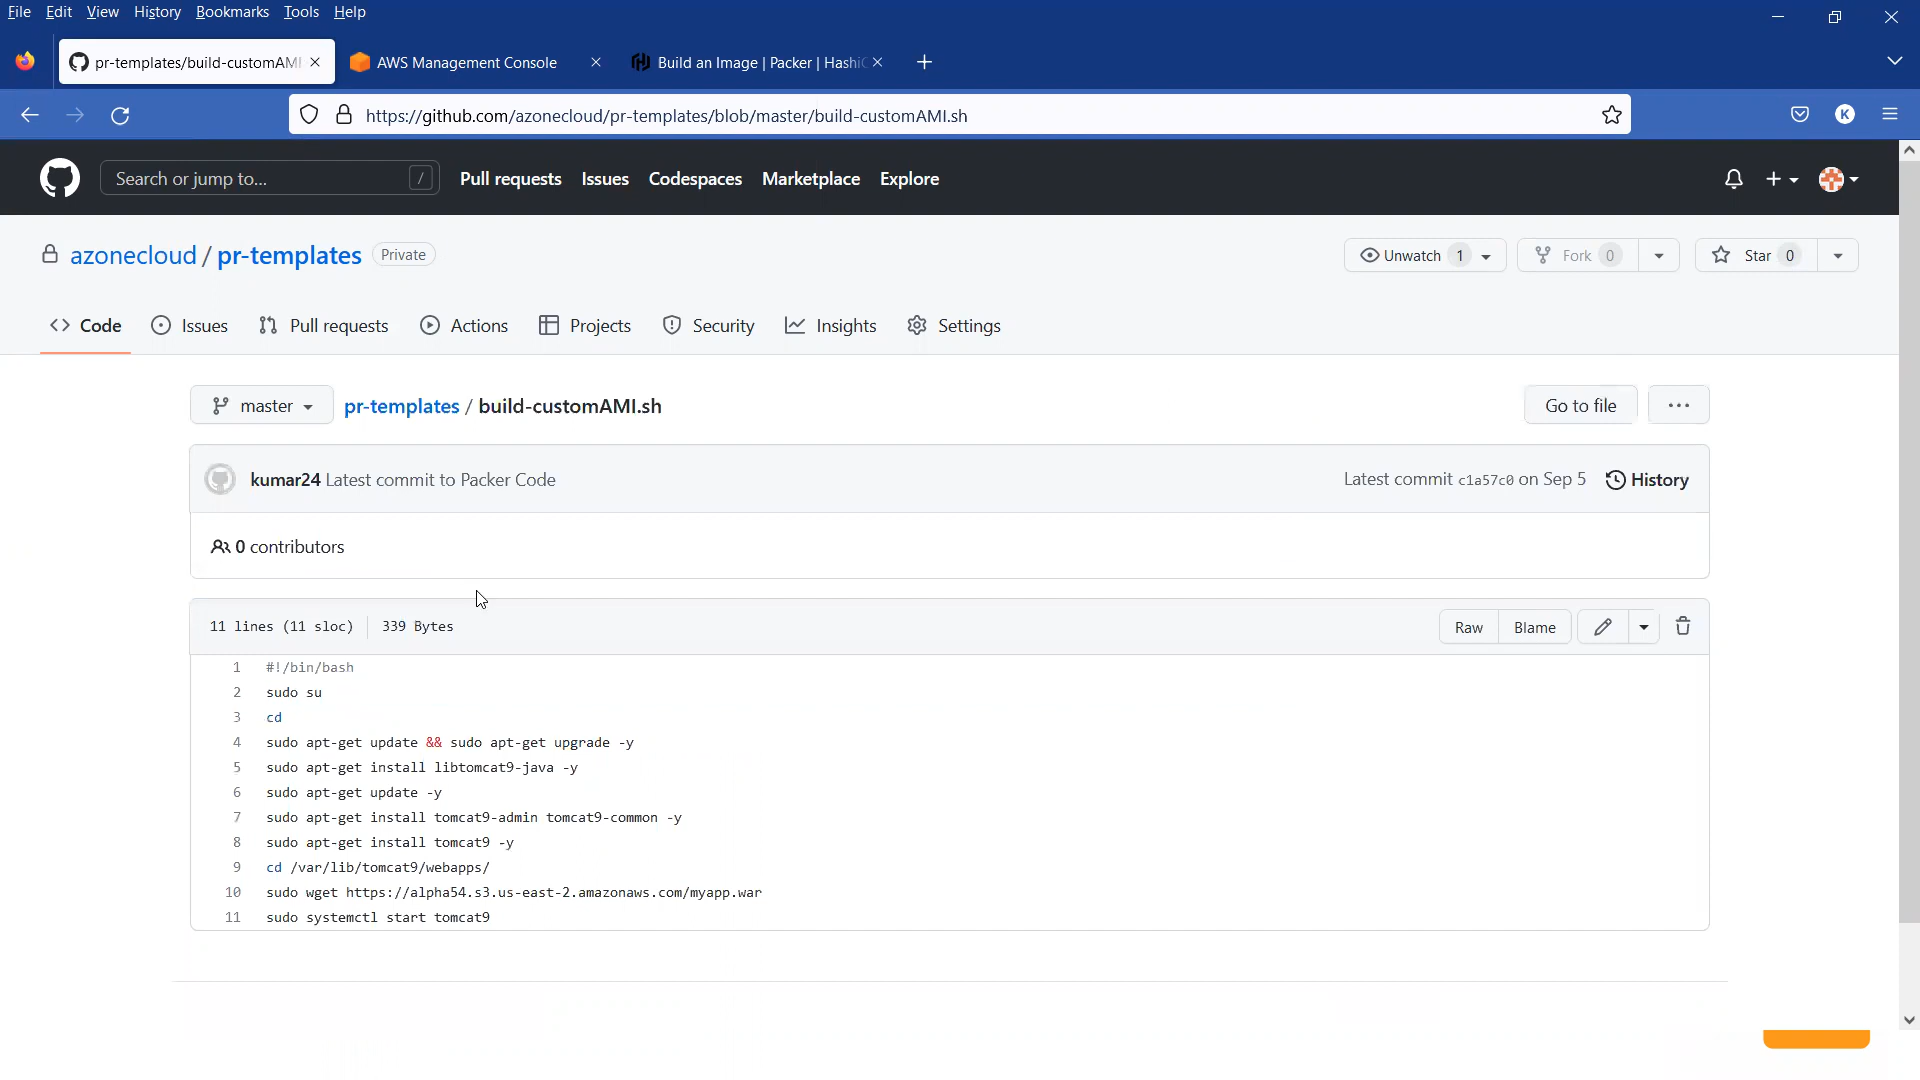 File Edit View History Bookmarks Tools Help
pr-templates/build-customAMI
AWS Management Console
Build an Image | Packer | HashiC
https://github.com/azonecloud/pr-templates/blob/master/build-customAMI.sh
K
Search or jump to... /
Pull requests Issues Codespaces Marketplace Explore
azonecloud / pr-templates Private
Unwatch 1 Fork 0 Star 0
<> Code Issues Pull requests Actions Projects Security Insights Settings
master pr-templates / build-customAMI.sh Go to file ...
kumar24 Latest commit to Packer Code Latest commit c1a57c0 on Sep 5 History
0 contributors
11 lines (11 sloc) 339 Bytes Raw Blame
1 #!/bin/bash
2 sudo su
3 cd
4 sudo apt-get update && sudo apt-get upgrade -y
5 sudo apt-get install libtomcat9-java -y
6 sudo apt-get update -y
7 sudo apt-get install tomcat9-admin tomcat9-common -y
8 sudo apt-get install tomcat9 -y
9 cd /var/lib/tomcat9/webapps/
10 sudo wget https://alpha54.s3.us-east-2.amazonaws.com/myapp.war
11 sudo systemctl start tomcat9